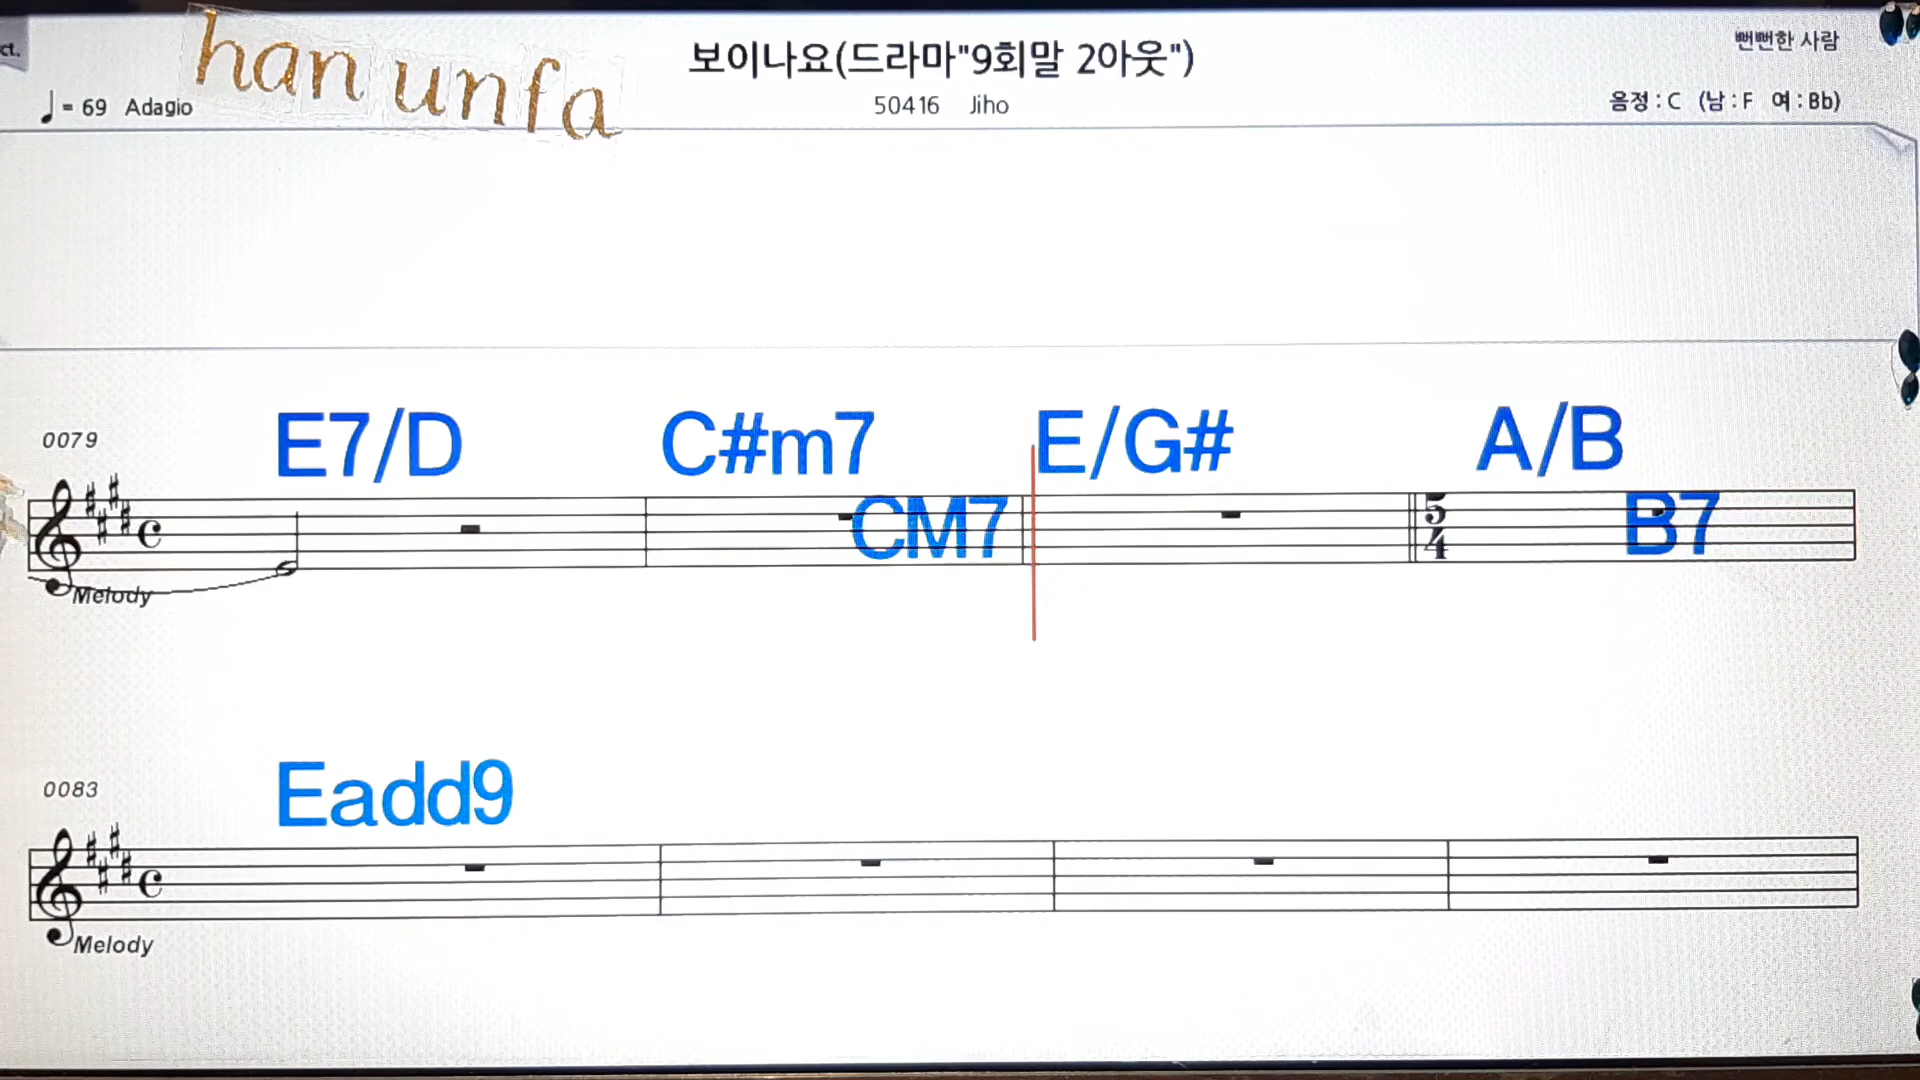 ct.
han unfa
보이나요(드라마"9회말 2아웃")
뻔뻔한 사람
♩ = 69 Adagio
50416 Jiho
음정 : C (남 : F 여 : Bb)
0079
E7/D C#m7 E/G# A/B
CM7 B7
5
4
Melody
0083
Eadd9
Melody